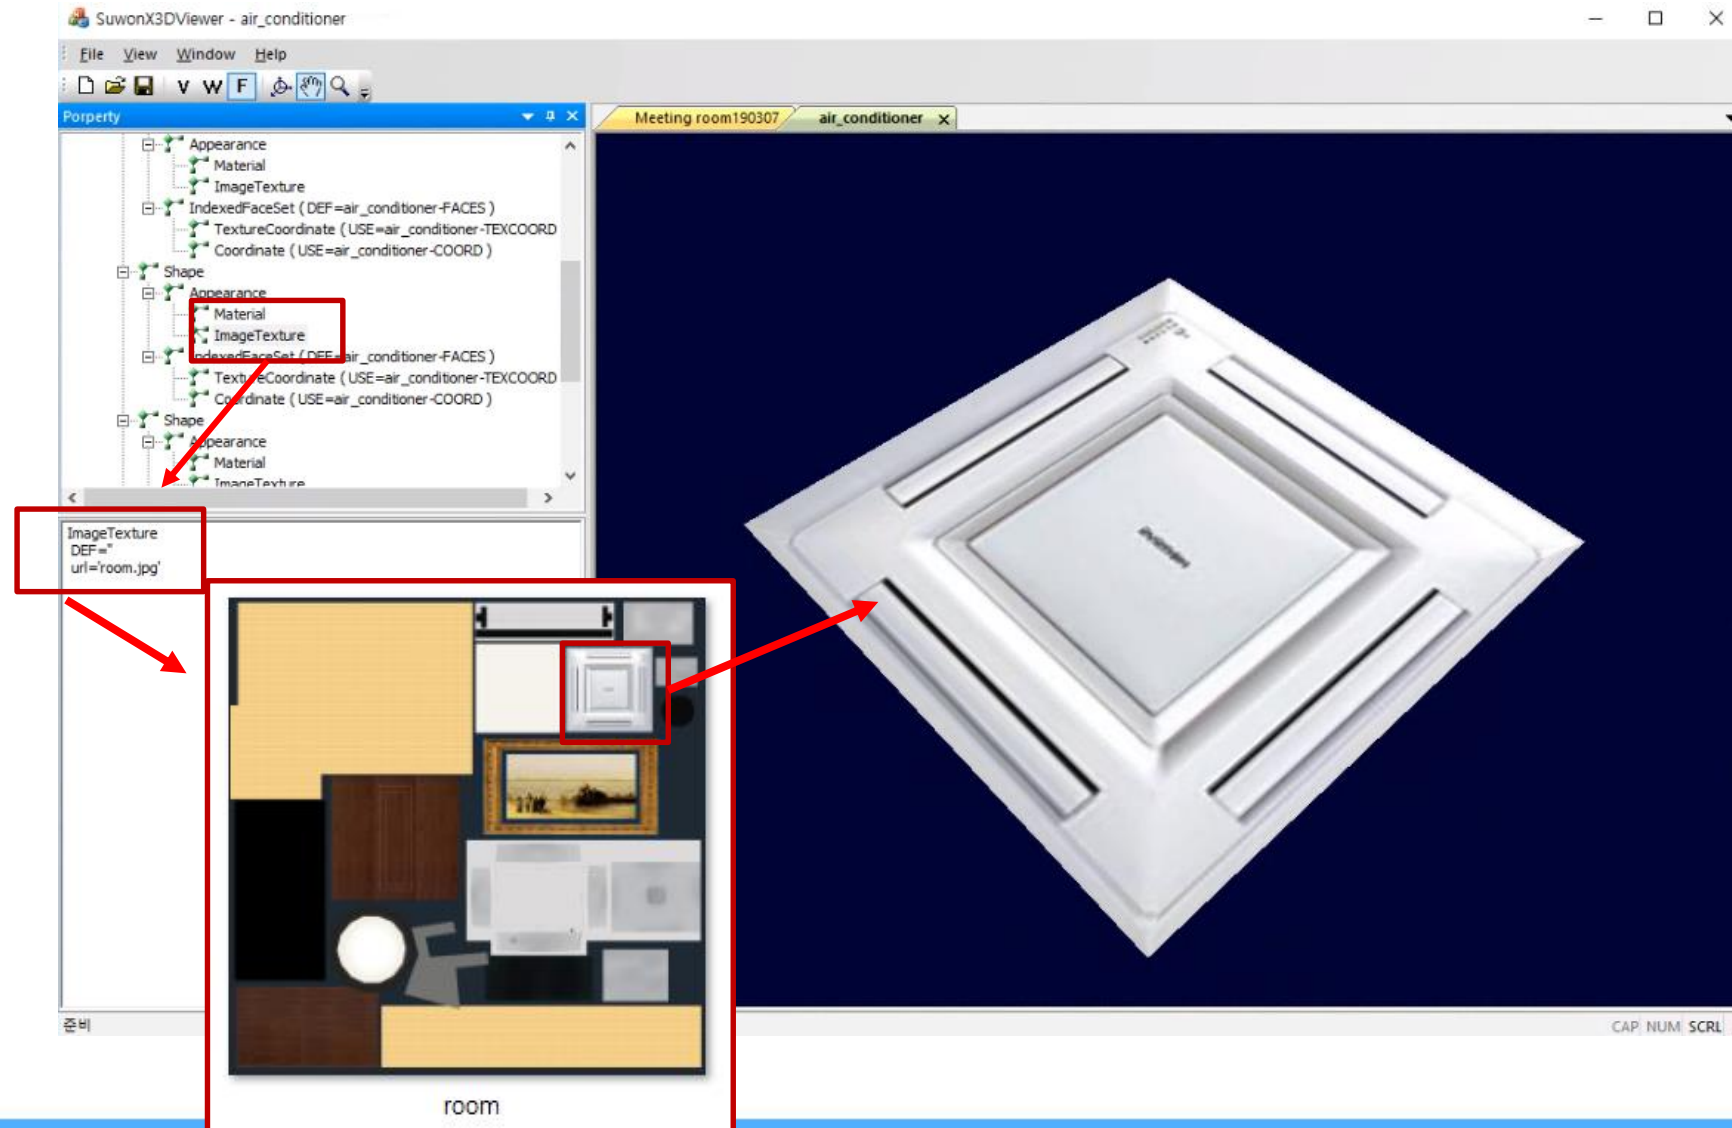 SuwonX3DViewer - air_conditioner
File View Window Help
V W F
Porperty
Meeting room190307 air_conditioner
Appearance
Material
ImageTexture
IndexedFaceSet ( DEF=air_conditioner-FACES )
TextureCoordinate ( USE=air_conditioner-TEXCOORD
Coordinate ( USE=air_conditioner-COORD )
Shape
Appearance
Material
ImageTexture
IndexedFaceSet ( DEF=air_conditioner-FACES )
TextureCoordinate ( USE=air_conditioner-TEXCOORD
Coordinate ( USE=air_conditioner-COORD )
Shape
Appearance
Material
ImageTexture
ImageTexture
DEF=''
url='room.jpg'
준비
CAP NUM SCRL
room